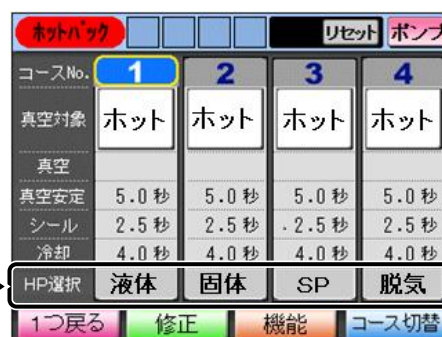 ホットパック リセット ポンプ
コースNo. 1 2 3 4
真空対象 ホット ホット ホット ホット
真空
真空安定 5.0秒 5.0秒 5.0秒 5.0秒
シール 2.5秒 2.5秒 2.5秒 2.5秒
冷却 4.0秒 4.0秒 4.0秒 4.0秒
HP選択 液体 固体 SP 脱気
1つ戻る 修正 機能 コース切替